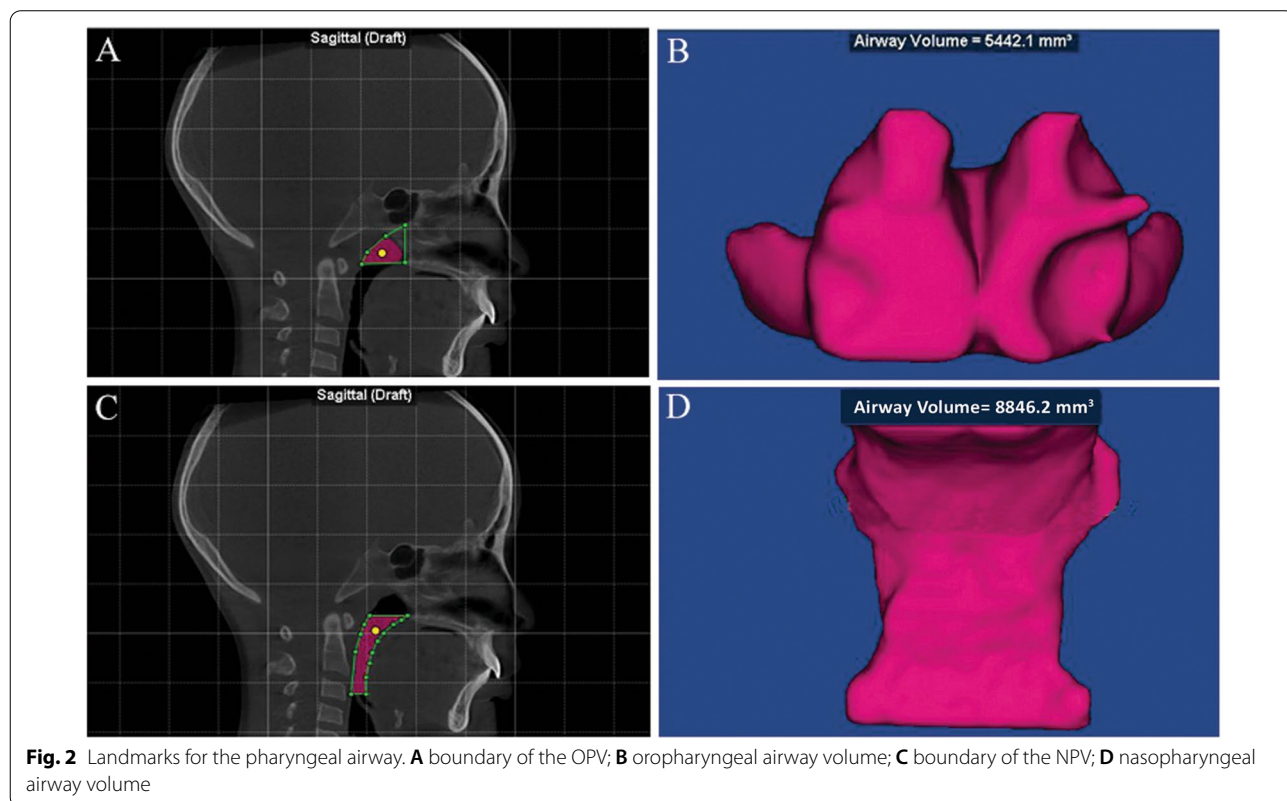 A
Sagittal (Draft)
B
Airway Volume = 5442.1 mm³
C
Sagittal (Draft)
D
Airway Volume= 8846.2 mm³
Fig. 2 Landmarks for the pharyngeal airway. A boundary of the OPV; B oropharyngeal airway volume; C boundary of the NPV; D nasopharyngeal
airway volume